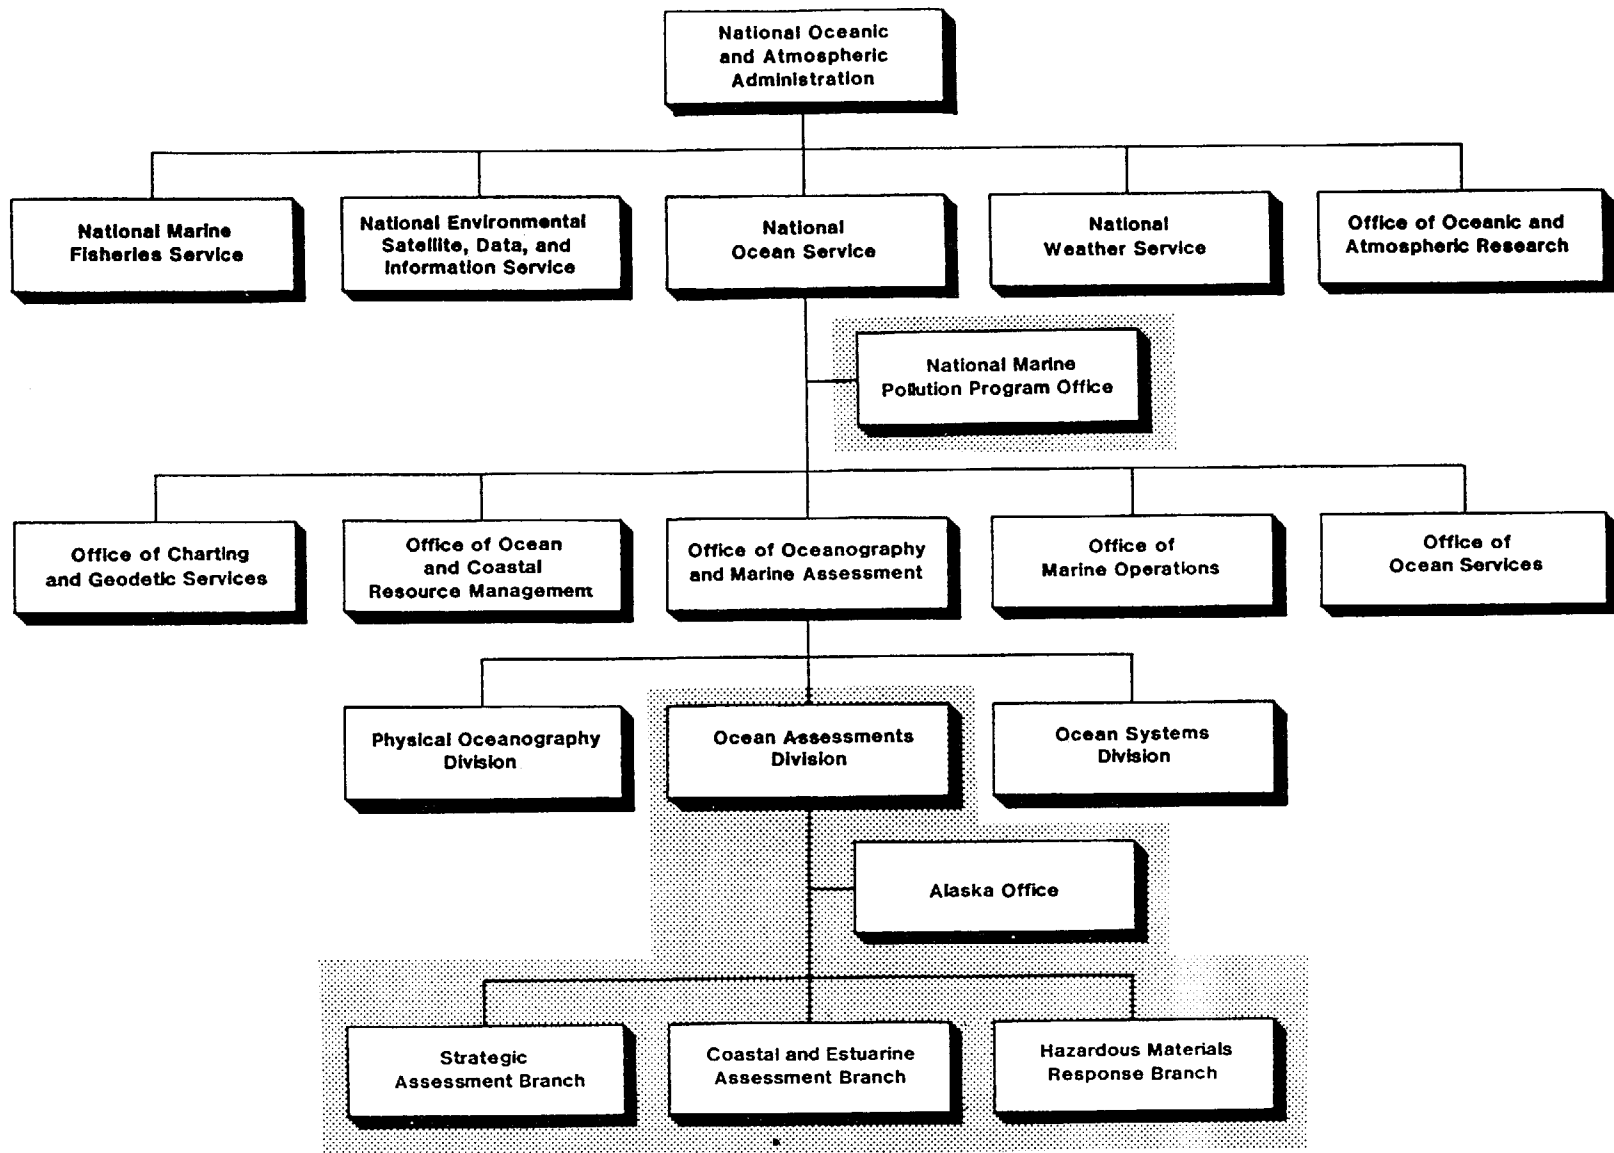 National Oceanic
and Atmospheric
Administration
National Marine
Fisheries Service
National Environmental
Satellite, Data, and
Information Service
National
Ocean Service
National
Weather Service
Office of Oceanic and
Atmospheric Research
National Marine
Pollution Program Office
Office of Charting
and Geodetic Services
Office of Ocean
and Coastal
Resource Management
Office of Oceanography
and Marine Assessment
Office of
Marine Operations
Office of
Ocean Services
Physical Oceanography
Division
Ocean Assessments
Division
Ocean Systems
Division
Alaska Office
Strategic
Assessment Branch
Coastal and Estuarine
Assessment Branch
Hazardous Materials
Response Branch